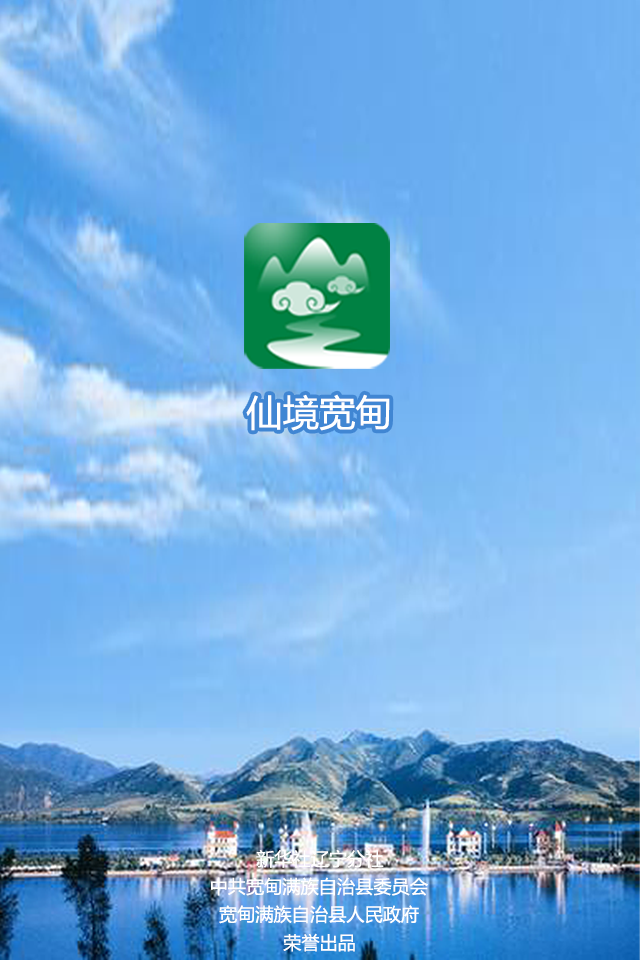 仙境宽甸
新华社辽宁分社
中共宽甸满族自治县委员会
宽甸满族自治县人民政府
荣誉出品